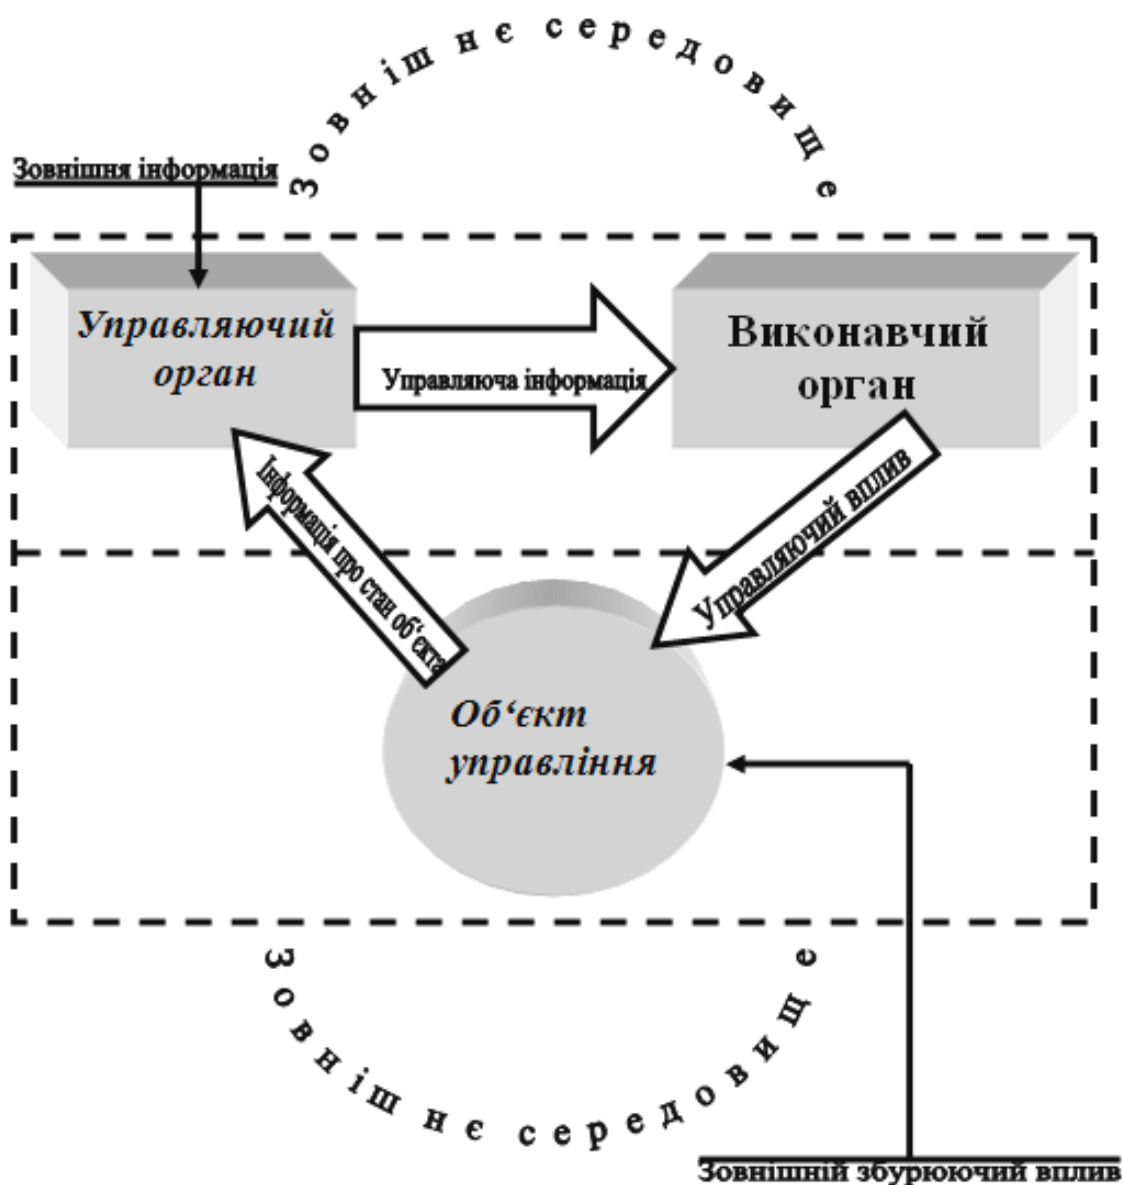 Зовнішнє середовище
Зовнішня інформація
Управляючий
орган
Управляюча інформація
Виконавчий
орган
Інформація про стан об‘єкта
Управляючий вплив
Об‘єкт
управління
Зовнішнє середовище
Зовнішній збурюючий вплив